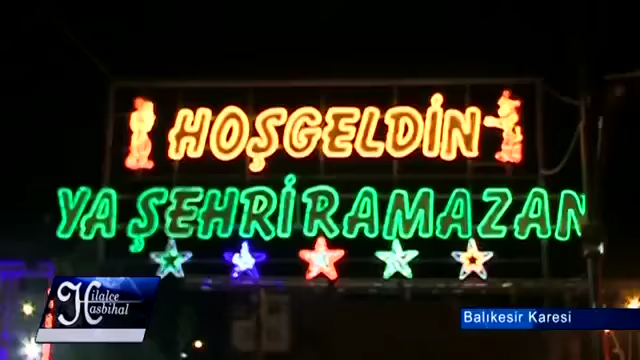 HOŞGELDİN
YA ŞEHRİ RAMAZAN
Hilalce
Hasbihal
Balıkesir Karesi